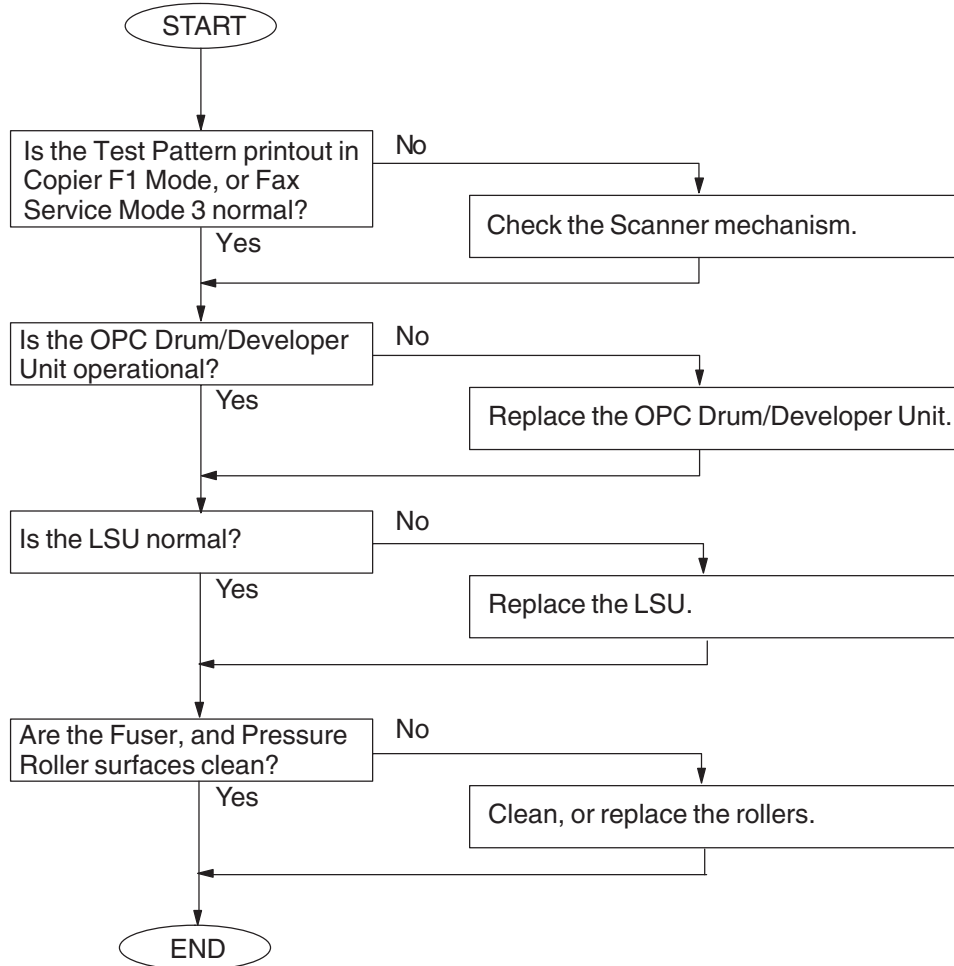 START
Is the Test Pattern printout in
Copier F1 Mode, or Fax
Service Mode 3 normal?
No
Check the Scanner mechanism.
Yes
Is the OPC Drum/Developer
Unit operational?
No
Replace the OPC Drum/Developer Unit.
Yes
Is the LSU normal?
No
Replace the LSU.
Yes
Are the Fuser, and Pressure
Roller surfaces clean?
No
Clean, or replace the rollers.
Yes
END